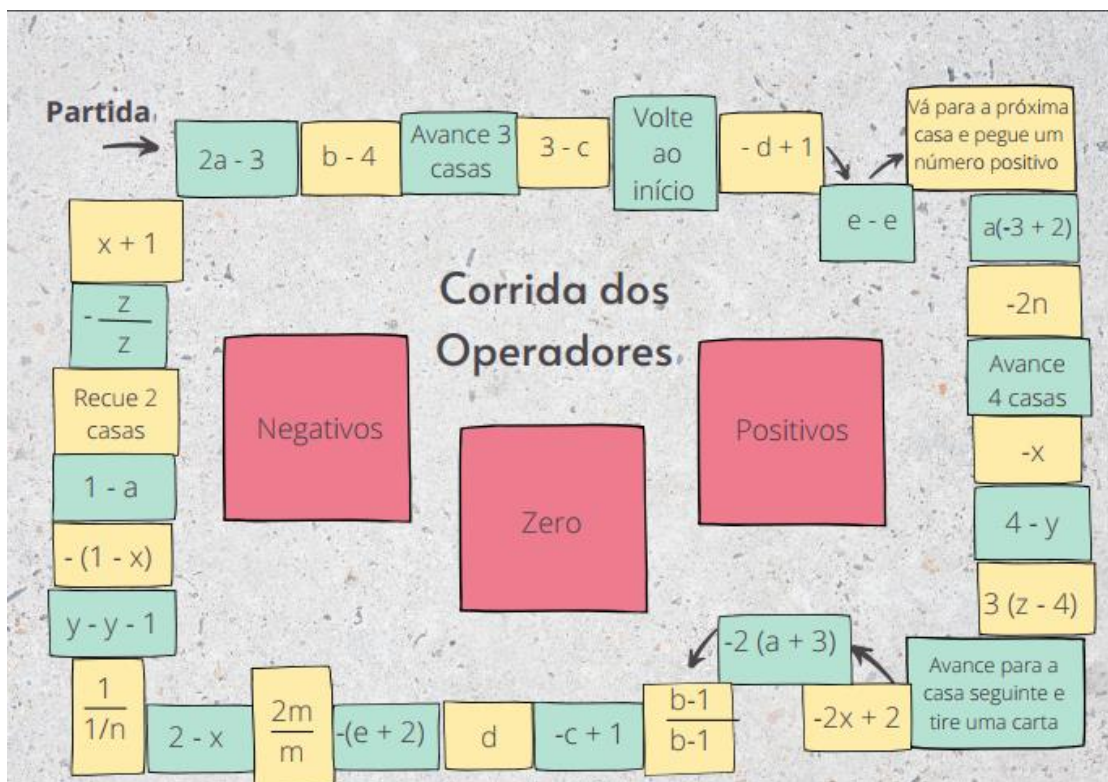 Partida
2a - 3
b - 4
Avance 3
casas
3 - c
Volte
ao
início
- d + 1
e - e
Vá para a próxima
casa e pegue um
número positivo
a(-3 + 2)
-2n
Avance
4 casas
-x
4 - y
3 (z - 4)
Avance para a
casa seguinte e
tire uma carta
-2x + 2
-2 (a + 3)
b-1
b-1
-c + 1
d
-(e + 2)
2m
m
2 - x
1
1/n
y - y - 1
- (1 - x)
1 - a
Recue 2
casas
- z
z
x + 1
Corrida dos
Operadores
Negativos
Zero
Positivos